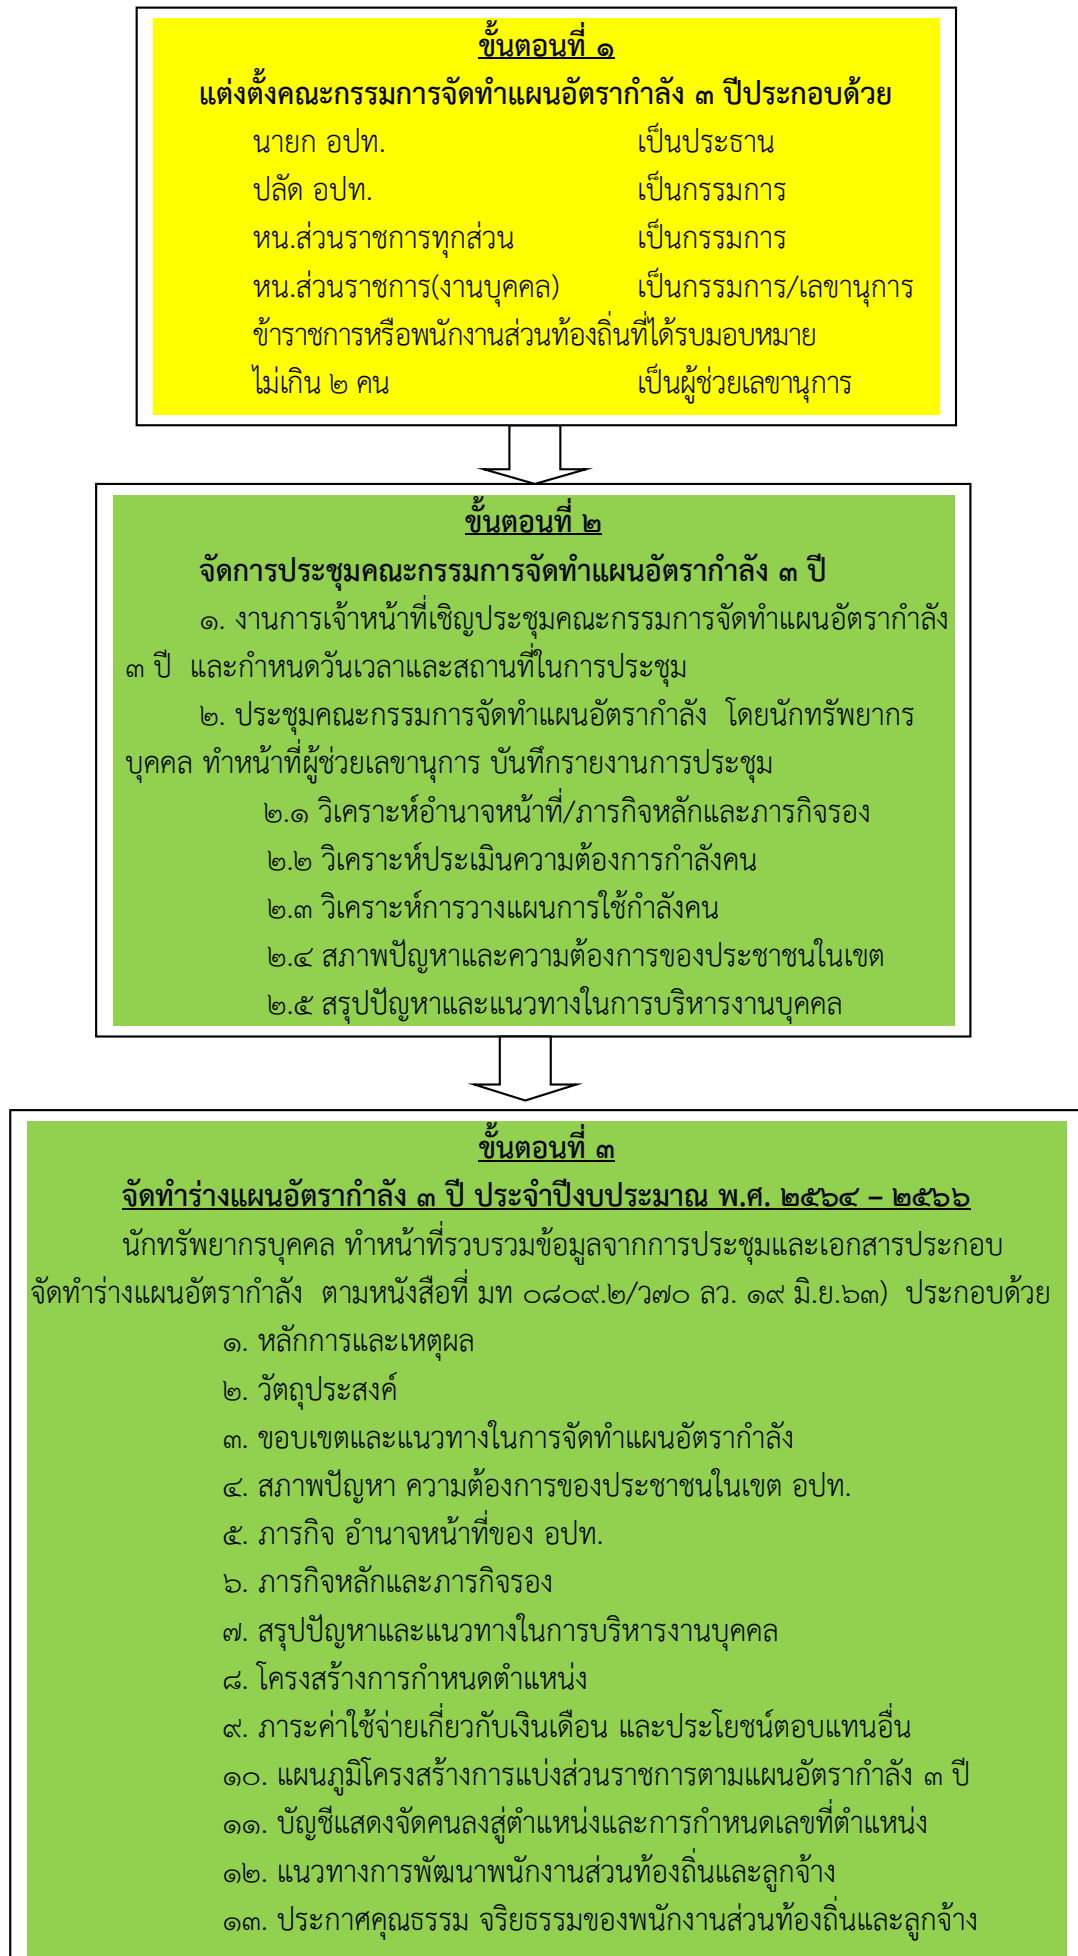 ขั้นตอนที่ ๑
แต่งตั้งคณะกรรมการจัดทำแผนอัตรากำลัง ๓ ปีประกอบด้วย
นายก อปท. เป็นประธาน
ปลัด อปท. เป็นกรรมการ
หน.ส่วนราชการทุกส่วน เป็นกรรมการ
หน.ส่วนราชการ(งานบุคคล) เป็นกรรมการ/เลขานุการ
ข้าราชการหรือพนักงานส่วนท้องถิ่นที่ได้รบมอบหมาย
ไม่เกิน ๒ คน เป็นผู้ช่วยเลขานุการ
ขั้นตอนที่ ๒
จัดการประชุมคณะกรรมการจัดทำแผนอัตรากำลัง ๓ ปี
๑. งานการเจ้าหน้าที่เชิญประชุมคณะกรรมการจัดทำแผนอัตรากำลัง
๓ ปี และกำหนดวันเวลาและสถานที่ในการประชุม
๒. ประชุมคณะกรรมการจัดทำแผนอัตรากำลัง โดยนักทรัพยากร
บุคคล ทำหน้าที่ผู้ช่วยเลขานุการ บันทึกรายงานการประชุม
๒.๑ วิเคราะห์อำนาจหน้าที่/ภารกิจหลักและภารกิจรอง
๒.๒ วิเคราะห์ประเมินความต้องการกำลังคน
๒.๓ วิเคราะห์การวางแผนการใช้กำลังคน
๒.๔ สภาพปัญหาและความต้องการของประชาชนในเขต
๒.๕ สรุปปัญหาและแนวทางในการบริหารงานบุคคล
ขั้นตอนที่ ๓
จัดทำร่างแผนอัตรากำลัง ๓ ปี ประจำปีงบประมาณ พ.ศ. ๒๕๖๔ – ๒๕๖๖
นักทรัพยากรบุคคล ทำหน้าที่รวบรวมข้อมูลจากการประชุมและเอกสารประกอบ
จัดทำร่างแผนอัตรากำลัง ตามหนังสือที่ มท ๐๘๐๙.๒/ว๗๐ ลว. ๑๙ มิ.ย.๖๓) ประกอบด้วย
๑. หลักการและเหตุผล
๒. วัตถุประสงค์
๓. ขอบเขตและแนวทางในการจัดทำแผนอัตรากำลัง
๔. สภาพปัญหา ความต้องการของประชาชนในเขต อปท.
๕. ภารกิจ อำนาจหน้าที่ของ อปท.
๖. ภารกิจหลักและภารกิจรอง
๗. สรุปปัญหาและแนวทางในการบริหารงานบุคคล
๘. โครงสร้างการกำหนดตำแหน่ง
๙. ภาระค่าใช้จ่ายเกี่ยวกับเงินเดือน และประโยชน์ตอบแทนอื่น
๑๐. แผนภูมิโครงสร้างการแบ่งส่วนราชการตามแผนอัตรากำลัง ๓ ปี
๑๑. บัญชีแสดงจัดคนลงสู่ตำแหน่งและการกำหนดเลขที่ตำแหน่ง
๑๒. แนวทางการพัฒนาพนักงานส่วนท้องถิ่นและลูกจ้าง
๑๓. ประกาศคุณธรรม จริยธรรมของพนักงานส่วนท้องถิ่นและลูกจ้าง